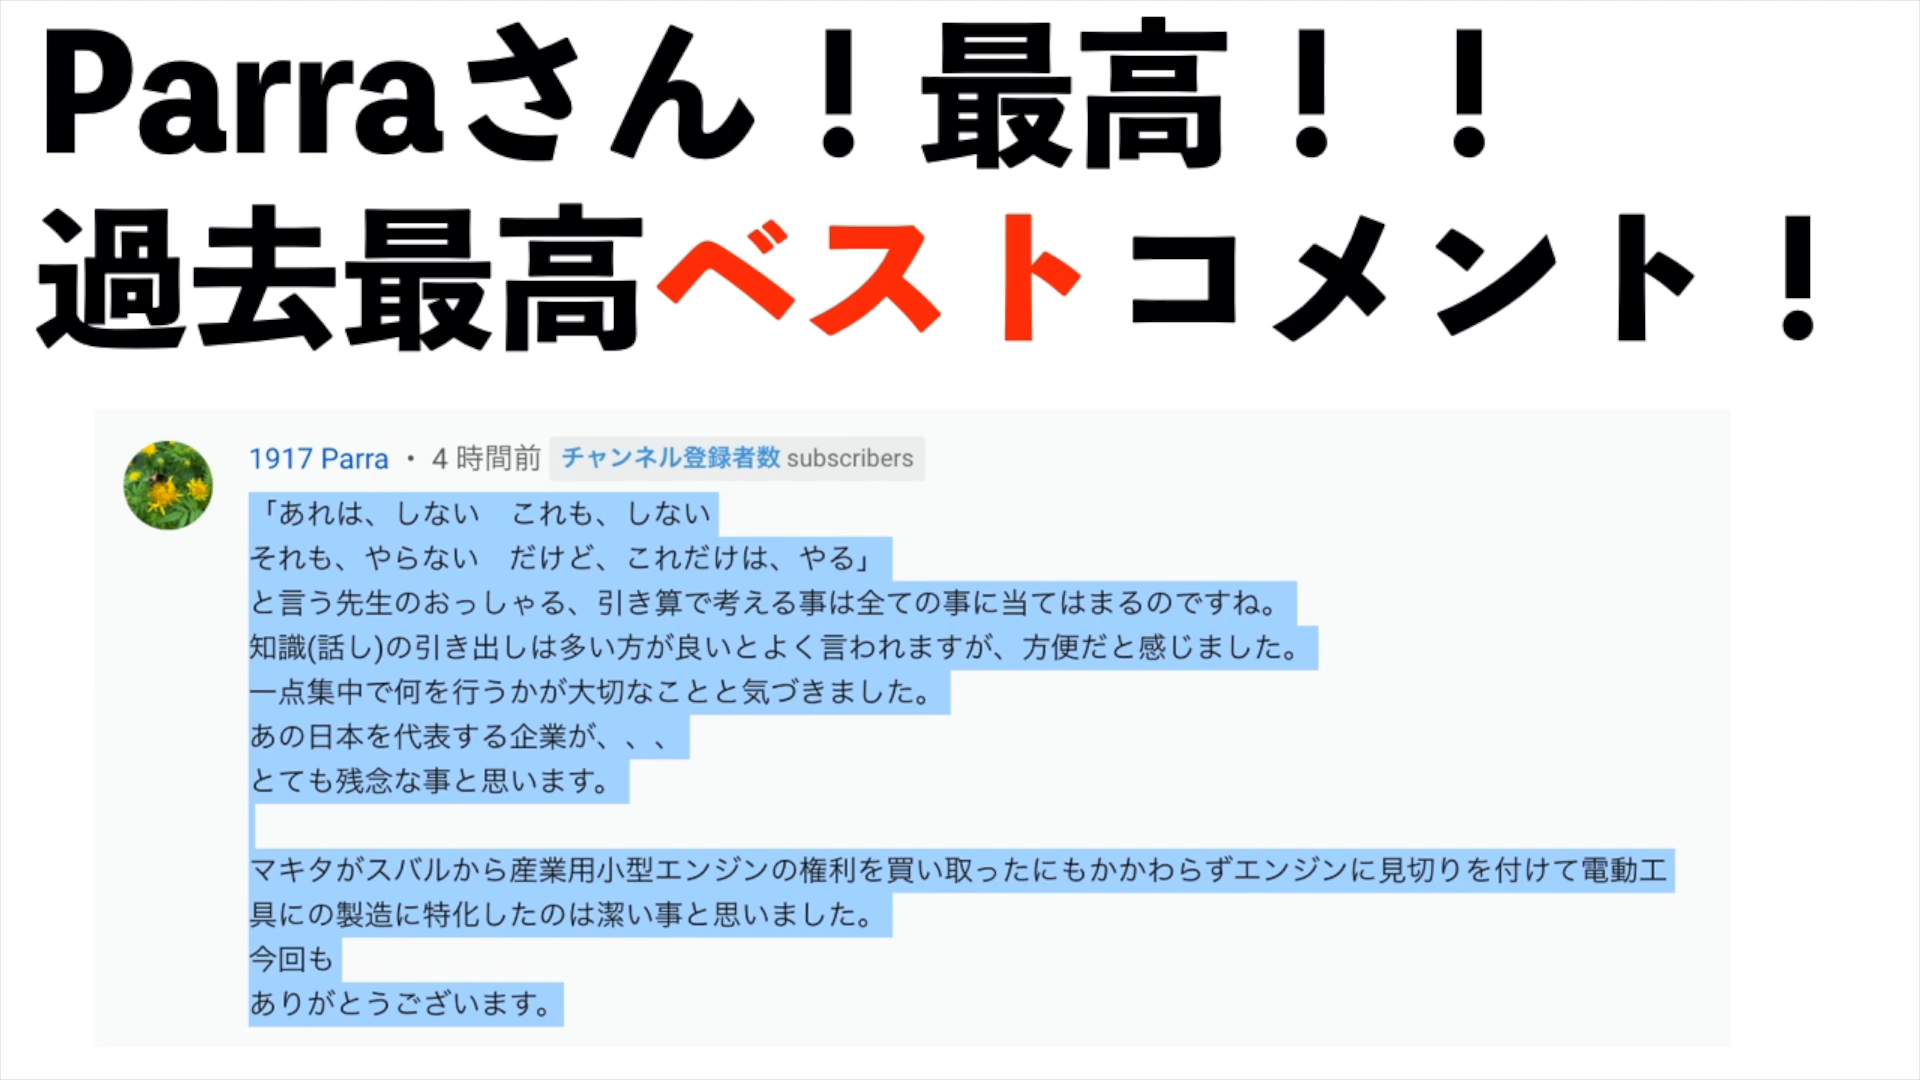 Parraさん！最高！！
過去最高ベストコメント！
1917 Parra ・ 4 時間前 チャンネル登録者数 subscribers
「あれは、しない　これも、しない
それも、やらない　だけど、これだけは、やる」
と言う先生のおっしゃる、引き算で考える事は全ての事に当てはまるのですね。
知識(話し)の引き出しは多い方が良いとよく言われますが、方便だと感じました。
一点集中で何を行うかが大切なことと気づきました。
あの日本を代表する企業が、、、
とても残念な事と思います。
マキタがスバルから産業用小型エンジンの権利を買い取ったにもかかわらずエンジンに見切りを付けて電動工
具にの製造に特化したのは潔い事と思いました。
今回も
ありがとうございます。